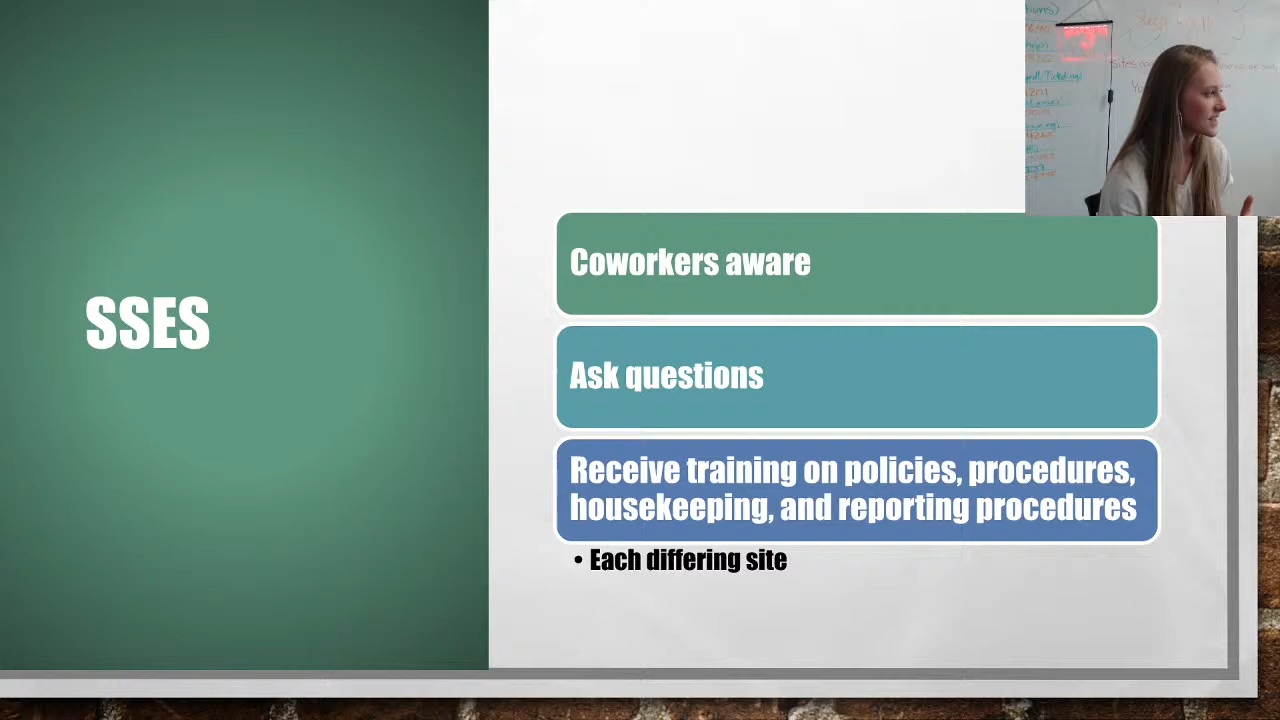 SSES
Coworkers aware
Ask questions
Receive training on policies, procedures,
housekeeping, and reporting procedures
• Each differing site